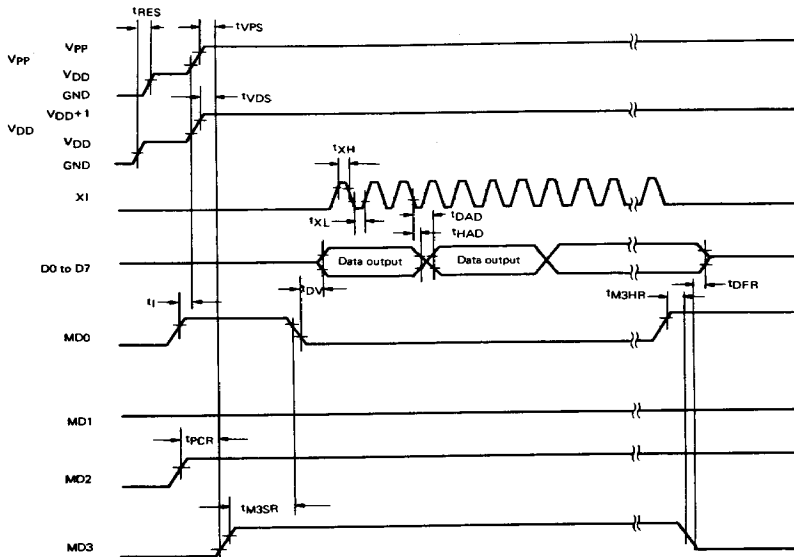 tRES
tVPS
VPP
VPP
VDD
GND
tVDS
VDD+1
VDD
VDD
GND
tXH
XI
tXL
tDAD
tHAD
D0 to D7
Data output
Data output
tDV
tDFR
tI
tM3HR
MD0
MD1
tPCR
MD2
tM3SR
MD3